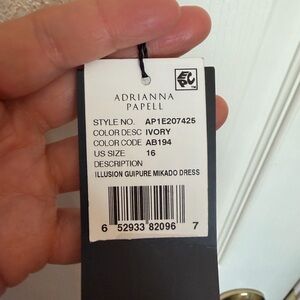 ADRIANNA
PAPELL
STYLE NO. AP1E207425
COLOR DESC IVORY
COLOR CODE AB194
US SIZE 16
DESCRIPTION
ILLUSION GUIPURE MIKADO DRESS
6 52933 82096 7